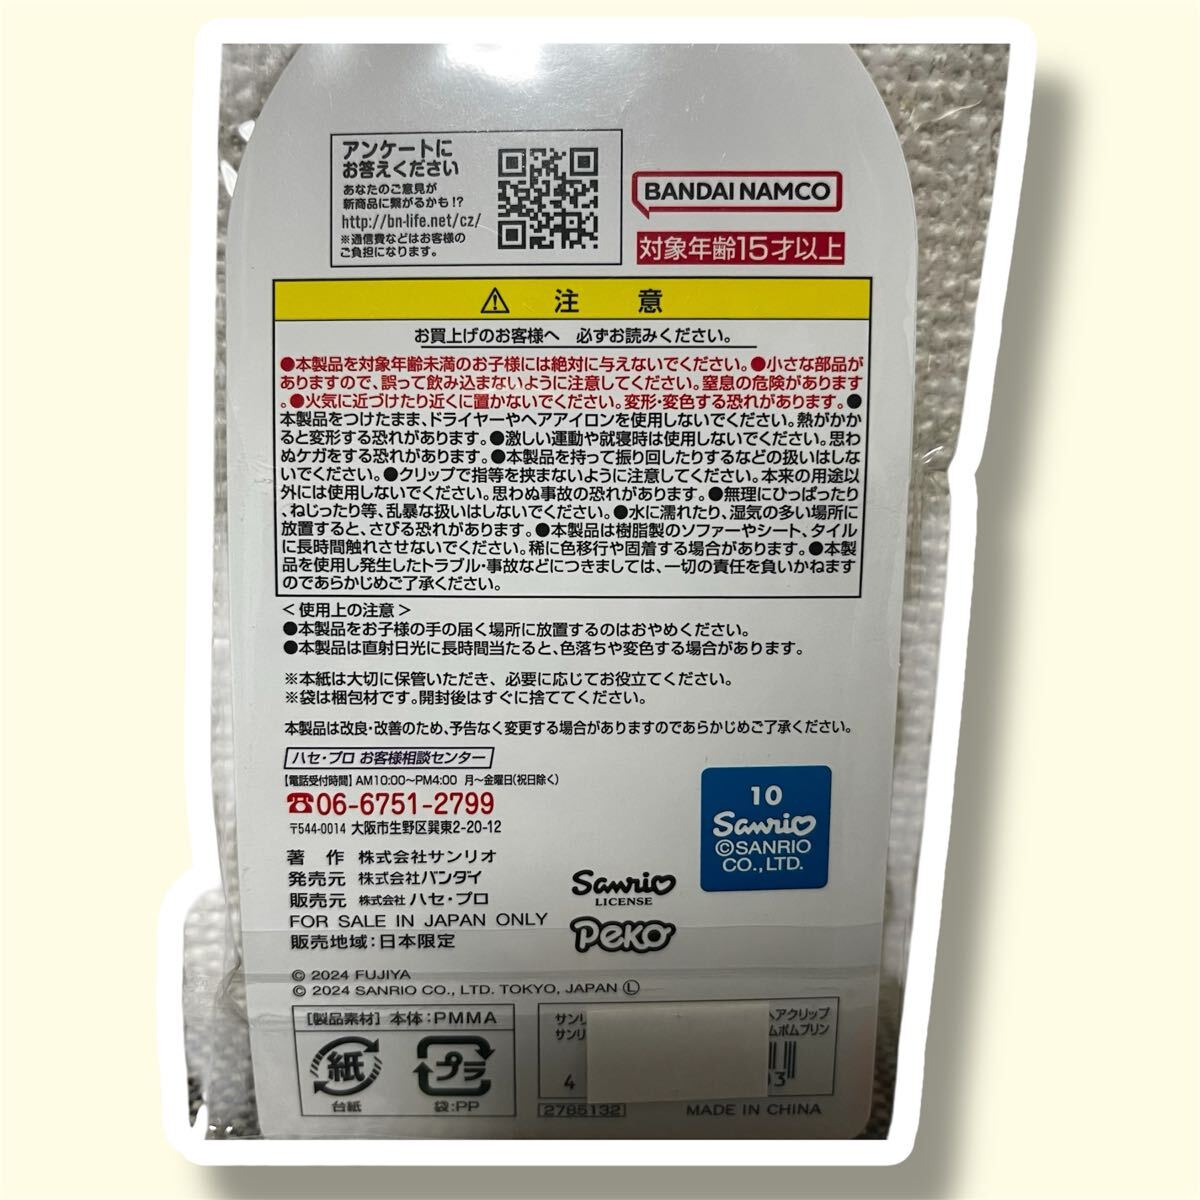 アンケートに
お答えください
あなたのご意見が
新商品に繋がるかも!?
http://bn-life.net/cz/
※通信費などはお客様の
ご負担になります。
BANDAI NAMCO
対象年齢15才以上
⚠ 注 意
お買上げのお客様へ 必ずお読みください。
●本製品を対象年齢未満のお子様には絶対に与えないでください。●小さな部品が
ありますので、誤って飲み込まないように注意してください。窒息の危険があります
。●火気に近づけたり近くに置かないでください。変形・変色する恐れがあります。●
本製品をつけたまま、ドライヤーやヘアアイロンを使用しないでください。熱がかか
ると変形する恐れがあります。●激しい運動や就寝時は使用しないでください。思わ
ぬケガをする恐れがあります。●本製品を持って振り回したりするなどの扱いはしな
いでください。●クリップで指等を挟まないように注意してください。本来の用途以
外には使用しないでください。思わぬ事故の恐れがあります。●無理にひっぱったり
、ねじったり等、乱暴な扱いはしないでください。●水に濡れたり、湿気の多い場所に
放置すると、さびる恐れがあります。●本製品は樹脂製のソファーやシート、タイル
に長時間触れさせないでください。稀に色移行や固着する場合があります。●本製
品を使用し発生したトラブル・事故などにつきましては、一切の責任を負いかねます
のであらかじめご了承ください。
<使用上の注意>
●本製品をお子様の手の届く場所に放置するのはおやめください。
●本製品は直射日光に長時間当たると、色落ちや変色する場合があります。
※本紙は大切に保管いただき、必要に応じてお役立てください。
※袋は梱包材です。開封後はすぐに捨ててください。
本製品は改良・改善のため、予告なく変更する場合がありますのであらかじめご了承ください。
ハセ・プロ お客様相談センター
【電話受付時間】AM10:00〜PM4:00 月〜金曜日(祝日除く)
☎06-6751-2799
〒544-0014 大阪市生野区巽東2-20-12
著 作 株式会社サンリオ
発売元 株式会社バンダイ
販売元 株式会社 ハセ・プロ
FOR SALE IN JAPAN ONLY
販売地域:日本限定
10
Sanrio
©SANRIO
CO.,LTD.
Sanrio
LICENSE
Peko
© 2024 FUJIYA
© 2024 SANRIO CO., LTD. TOKYO, JAPAN Ⓛ
[製品素材] 本体:PMMA
紙
台紙
プラ
袋:PP
サンリ
ヘアクリップ
サンリ
ムポムプリン
4
03
2785132
MADE IN CHINA